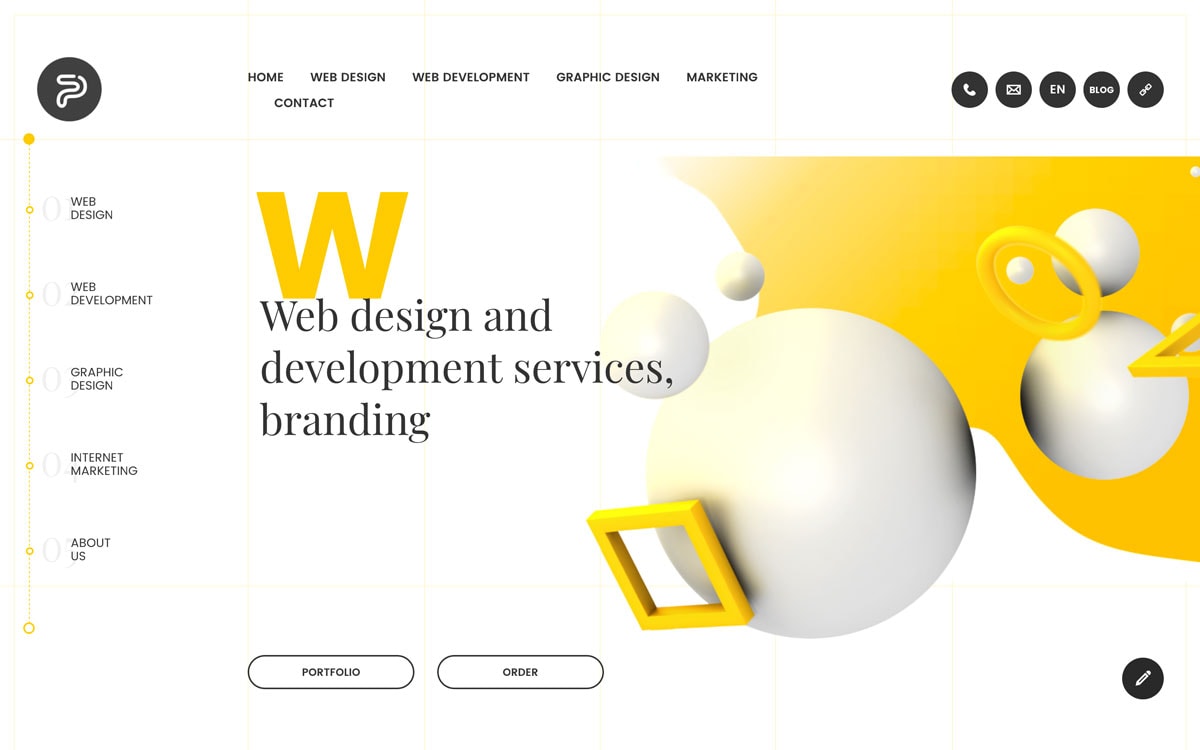 HOME WEB DESIGN WEB DEVELOPMENT GRAPHIC DESIGN MARKETING
CONTACT
EN
BLOG
01
WEB
DESIGN
WEB
DEVELOPMENT
GRAPHIC
DESIGN
INTERNET
MARKETING
ABOUT
US
W
Web design and
development services,
branding
PORTFOLIO
ORDER